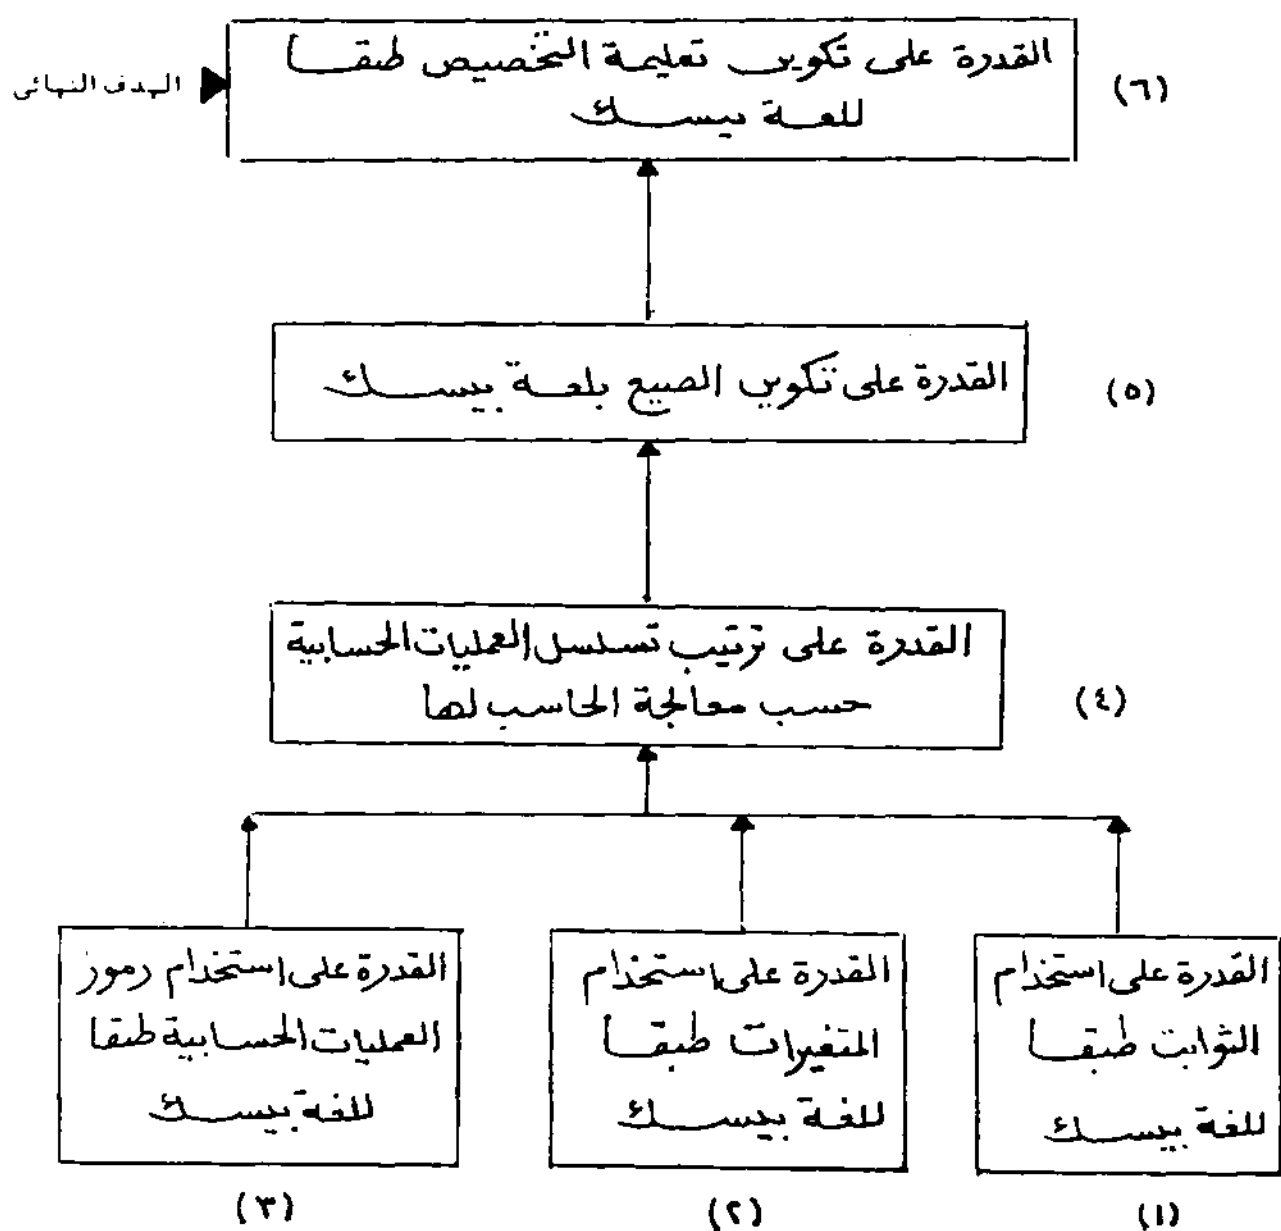 القدرة على تكوين تعليمة التخصيص طبقا
للغة بيسك
(٦)
الهدف النهائى
القدرة على تكوين الصيغ بلغة بيسك
(٥)
القدرة على ترتيب تسلسل العمليات الحسابية
حسب معالجة الحاسب لها
(٤)
القدرة على استخدام
الثوابت طبقا
للغة بيسك
(١)
القدرة على استخدام
المتغيرات طبقا
للغة بيسك
(٢)
القدرة على استخدام رموز
العمليات الحسابية طبقا
للغة بيسك
(٣)